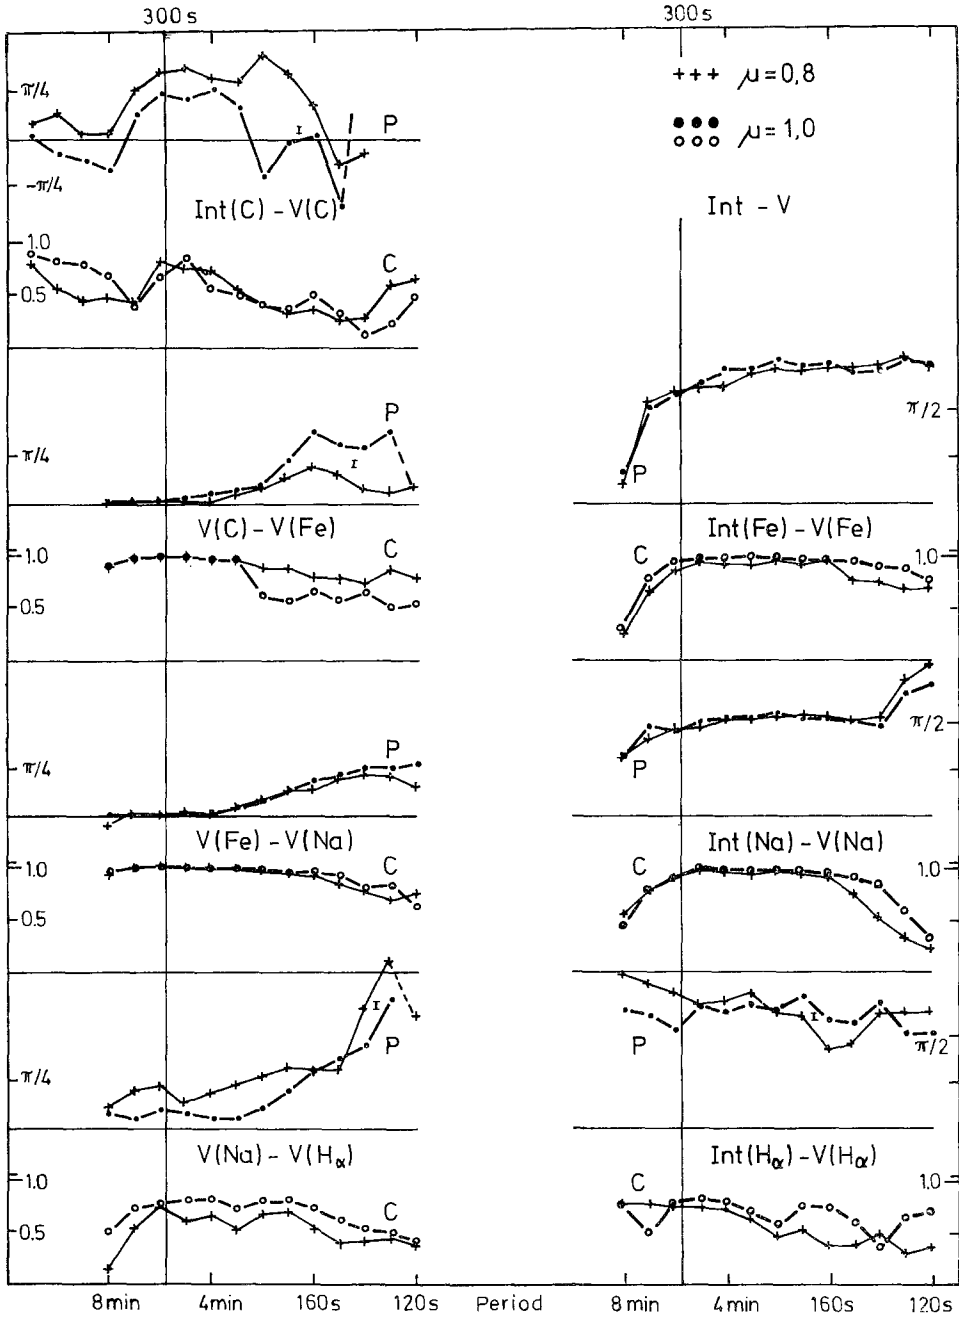 300 s
300 s
+++ μ = 0,8
μ = 1,0
π/4
P
-π/4
Int(C) - V(C)
Int - V
1.0
C
0.5
P
π/4
π/2
P
V(C) - V(Fe)
Int(Fe) - V(Fe)
1.0
C
C
1.0
0.5
P
π/4
π/2
P
V(Fe) - V(Na)
Int(Na) - V(Na)
1.0
C
C
1.0
0.5
P
π/4
P
π/2
V(Na) - V(Hα)
Int(Hα) - V(Hα)
1.0
C
C
1.0
0.5
8 min 4 min 160 s 120 s Period 8 min 4 min 160 s 120 s